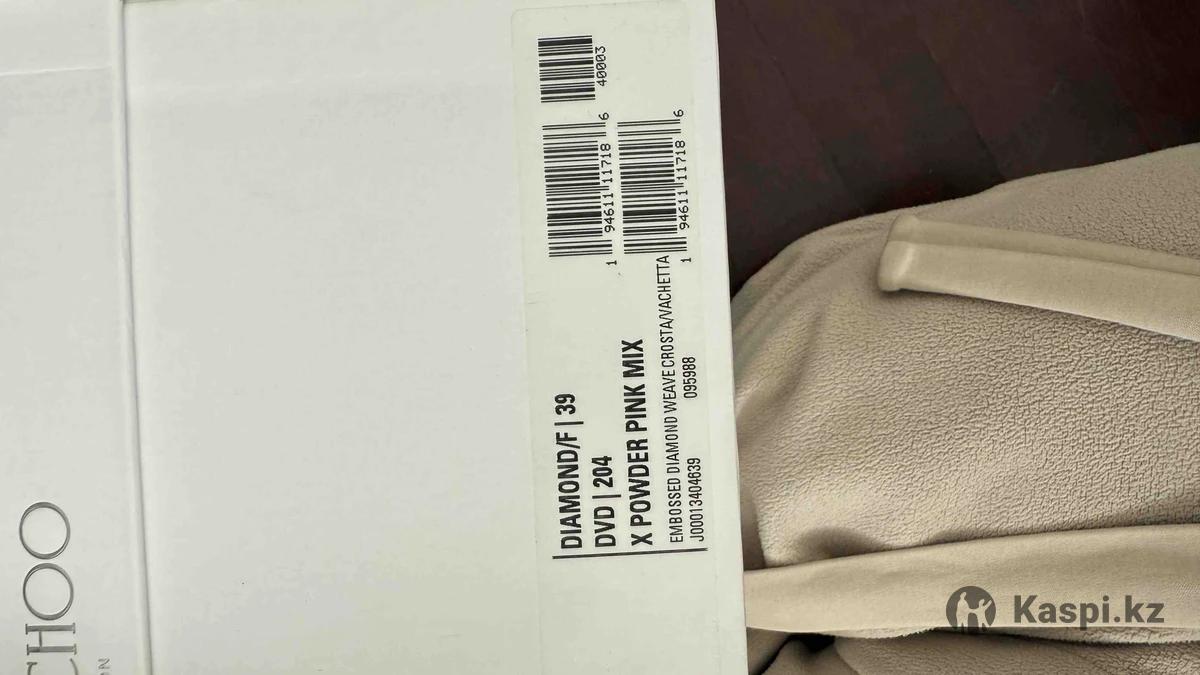 CHOO
DIAMOND/F | 39
DVD | 204
X POWDER PINK MIX
EMBOSSED DIAMOND WEAVE CROSTA/VACHETTA
J00013404639 095988
1 94611 11718 6
1 94611 11718 6
40003
Kaspi.kz